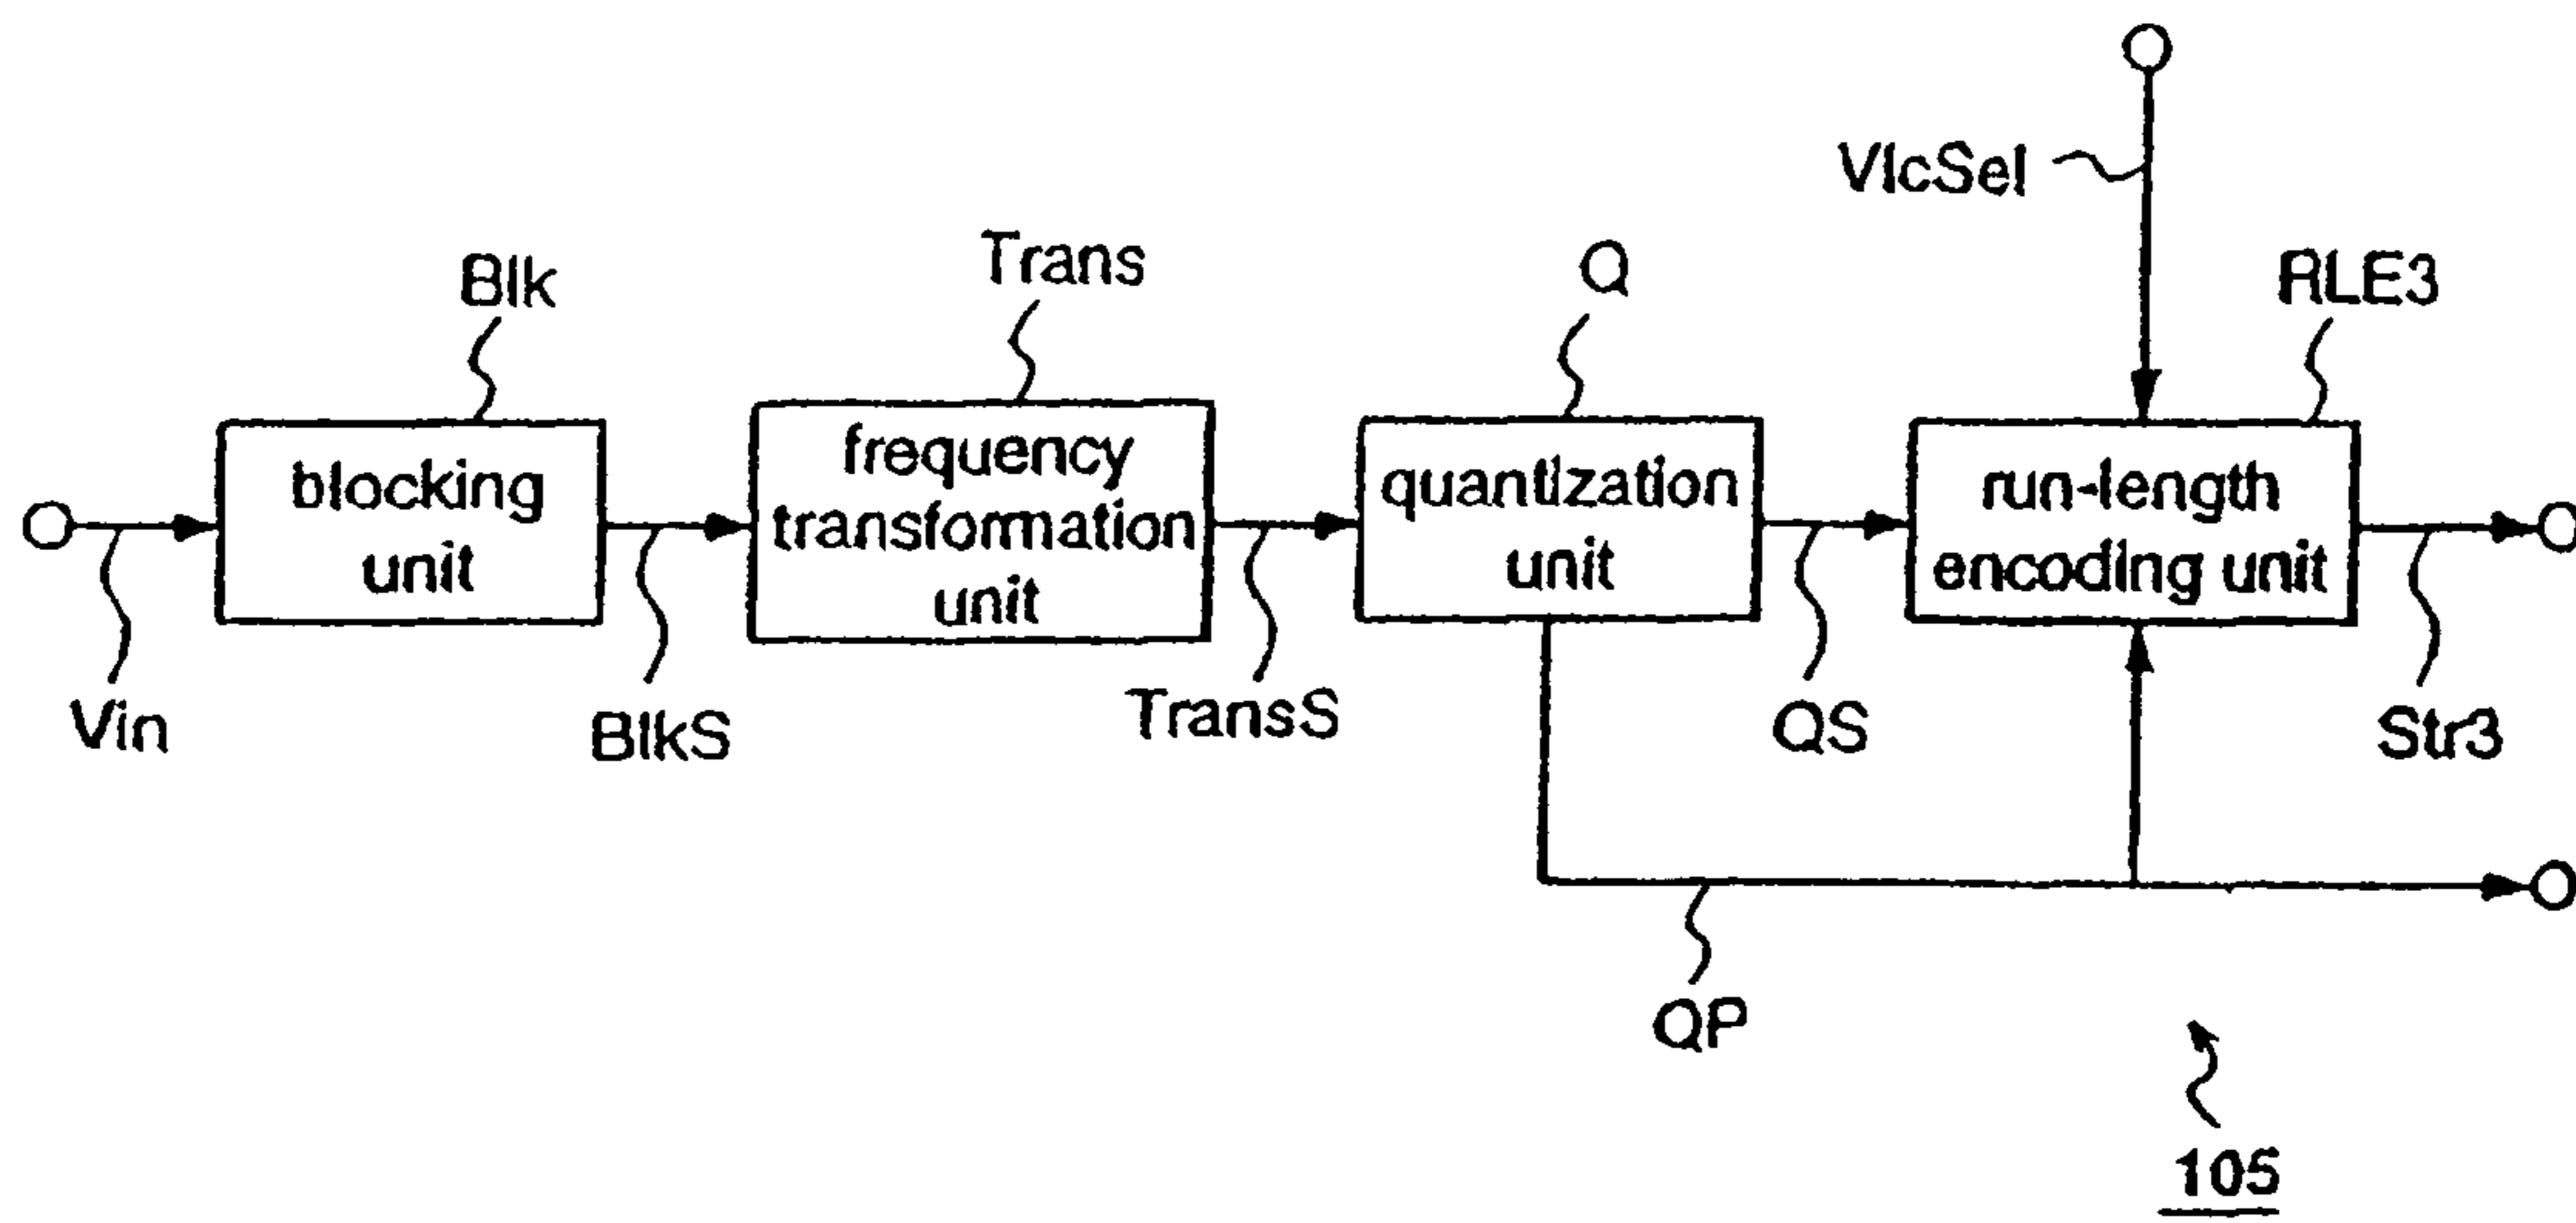 VlcSel
Blk
Trans
Q
RLE3
blocking
unit
frequency
transformation
unit
quantization
unit
run-length
encoding unit
Vin
BlkS
TransS
QS
Str3
QP
105